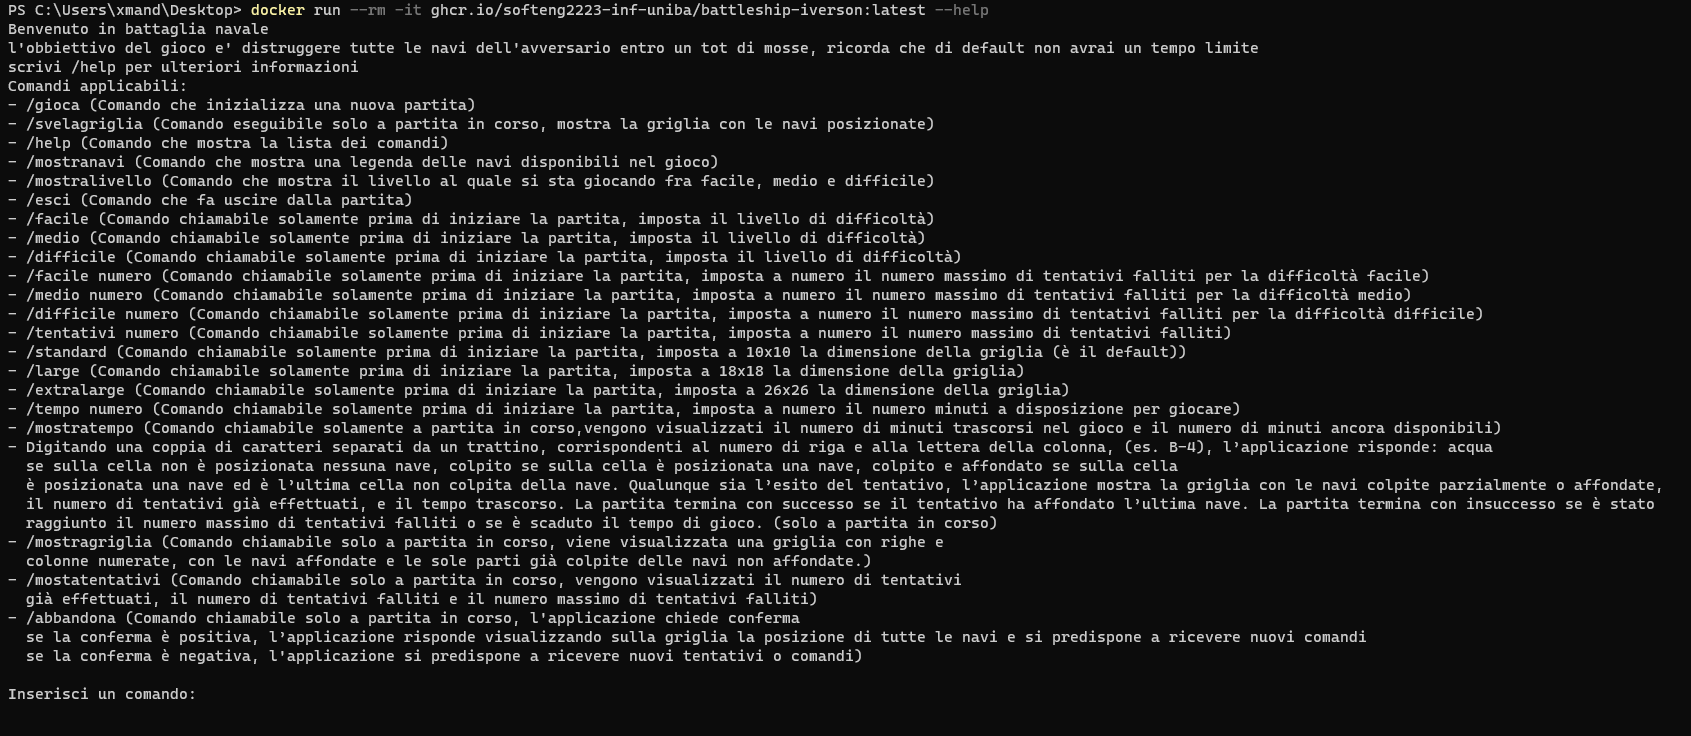 PS C:\Users\xmand\Desktop> docker run --rm -it ghcr.io/softeng2223-inf-uniba/battleship-iverson:latest --help
Benvenuto in battaglia navale
l'obbiettivo del gioco e' distruggere tutte le navi dell'avversario entro un tot di mosse, ricorda che di default non avrai un tempo limite
scrivi /help per ulteriori informazioni
Comandi applicabili:
- /gioca (Comando che inizializza una nuova partita)
- /svelagriglia (Comando eseguibile solo a partita in corso, mostra la griglia con le navi posizionate)
- /help (Comando che mostra la lista dei comandi)
- /mostranavi (Comando che mostra una legenda delle navi disponibili nel gioco)
- /mostralivello (Comando che mostra il livello al quale si sta giocando fra facile, medio e difficile)
- /esci (Comando che fa uscire dalla partita)
- /facile (Comando chiamabile solamente prima di iniziare la partita, imposta il livello di difficoltà)
- /medio (Comando chiamabile solamente prima di iniziare la partita, imposta il livello di difficoltà)
- /difficile (Comando chiamabile solamente prima di iniziare la partita, imposta il livello di difficoltà)
- /facile numero (Comando chiamabile solamente prima di iniziare la partita, imposta a numero il numero massimo di tentativi falliti per la difficoltà facile)
- /medio numero (Comando chiamabile solamente prima di iniziare la partita, imposta a numero il numero massimo di tentativi falliti per la difficoltà medio)
- /difficile numero (Comando chiamabile solamente prima di iniziare la partita, imposta a numero il numero massimo di tentativi falliti per la difficoltà difficile)
- /tentativi numero (Comando chiamabile solamente prima di iniziare la partita, imposta a numero il numero massimo di tentativi falliti)
- /standard (Comando chiamabile solamente prima di iniziare la partita, imposta a 10x10 la dimensione della griglia (è il default))
- /large (Comando chiamabile solamente prima di iniziare la partita, imposta a 18x18 la dimensione della griglia)
- /extralarge (Comando chiamabile solamente prima di iniziare la partita, imposta a 26x26 la dimensione della griglia)
- /tempo numero (Comando chiamabile solamente prima di iniziare la partita, imposta a numero il numero minuti a disposizione per giocare)
- /mostratempo (Comando chiamabile solamente a partita in corso,vengono visualizzati il numero di minuti trascorsi nel gioco e il numero di minuti ancora disponibili)
- Digitando una coppia di caratteri separati da un trattino, corrispondenti al numero di riga e alla lettera della colonna, (es. B-4), l’applicazione risponde: acqua
se sulla cella non è posizionata nessuna nave, colpito se sulla cella è posizionata una nave, colpito e affondato se sulla cella
è posizionata una nave ed è l’ultima cella non colpita della nave. Qualunque sia l’esito del tentativo, l’applicazione mostra la griglia con le navi colpite parzialmente o affondate,
il numero di tentativi già effettuati, e il tempo trascorso. La partita termina con successo se il tentativo ha affondato l’ultima nave. La partita termina con insuccesso se è stato
raggiunto il numero massimo di tentativi falliti o se è scaduto il tempo di gioco. (solo a partita in corso)
- /mostragriglia (Comando chiamabile solo a partita in corso, viene visualizzata una griglia con righe e
colonne numerate, con le navi affondate e le sole parti già colpite delle navi non affondate.)
- /mostatentativi (Comando chiamabile solo a partita in corso, vengono visualizzati il numero di tentativi
già effettuati, il numero di tentativi falliti e il numero massimo di tentativi falliti)
- /abbandona (Comando chiamabile solo a partita in corso, l'applicazione chiede conferma
se la conferma è positiva, l’applicazione risponde visualizzando sulla griglia la posizione di tutte le navi e si predispone a ricevere nuovi comandi
se la conferma è negativa, l'applicazione si predispone a ricevere nuovi tentativi o comandi)
Inserisci un comando: